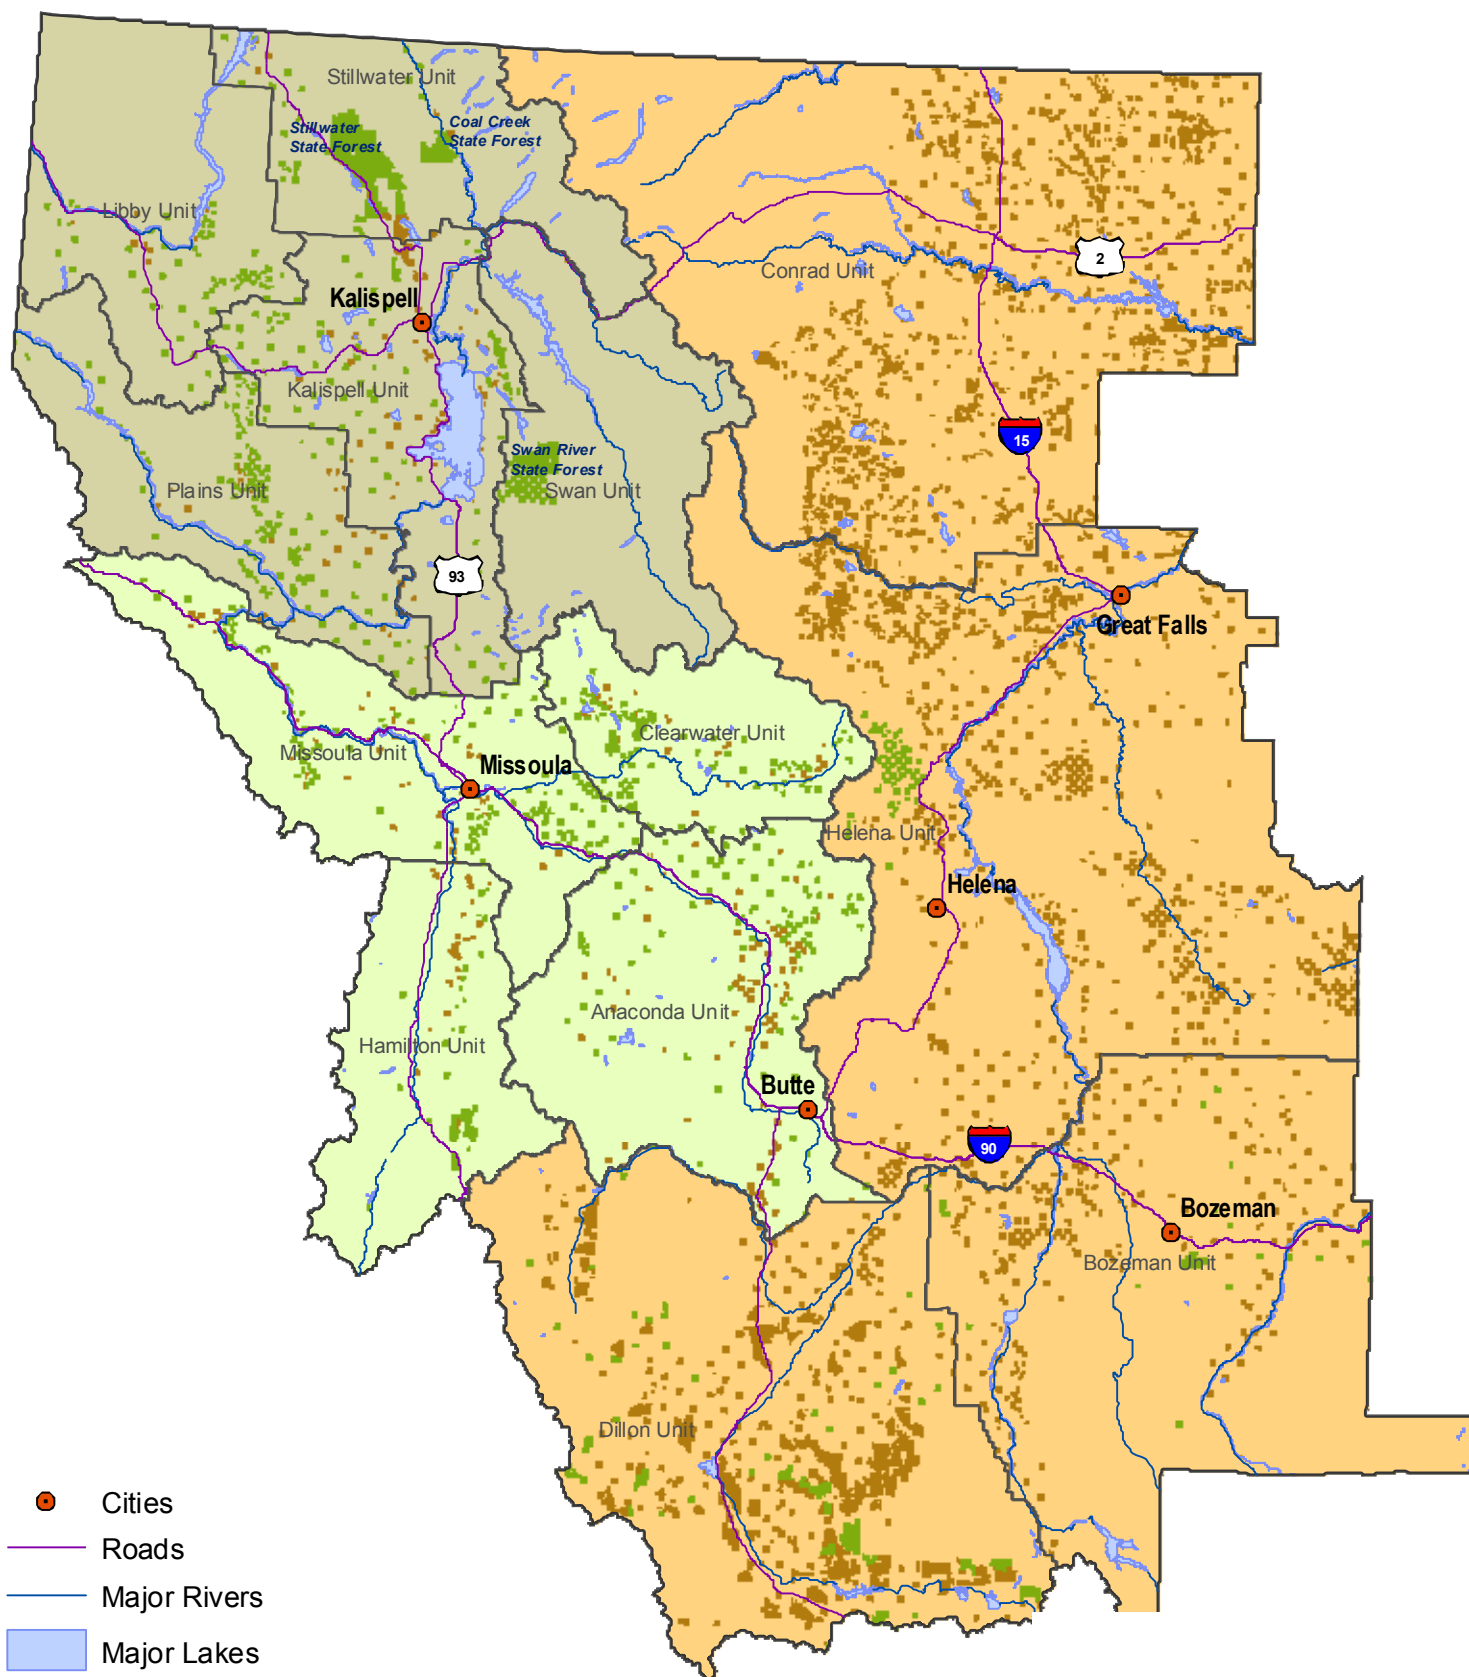 Stillwater Unit
Stillwater
State Forest
Coal Creek
State Forest
Libby Unit
Conrad Unit
2
Kalispell
Kalispell Unit
15
Swan River
State Forest
Plains Unit
Swan Unit
93
Great Falls
Clearwater Unit
Missoula Unit
Missoula
Helena Unit
Helena
Anaconda Unit
Hamilton Unit
Butte
90
Bozeman
Bozeman Unit
Dillon Unit
Cities
Roads
Major Rivers
Major Lakes